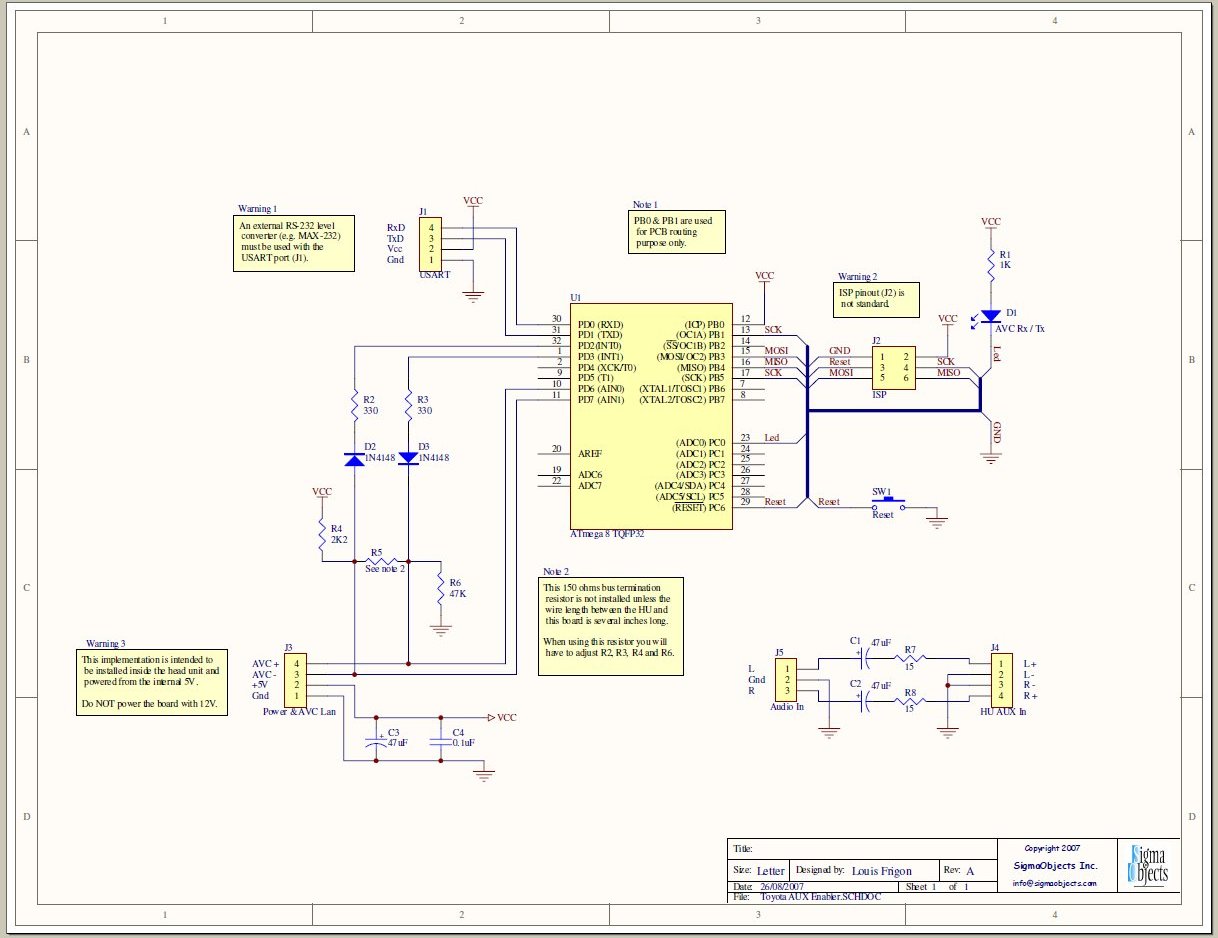 1 2 3 4
A A
B B
C C
D D
1 2 3 4
Warning 1
An external RS-232 level
converter (e.g. MAX-232)
must be used with the
USART port (J1).
J1
VCC
RxD 4
TxD 3
Vcc 2
Gnd 1
USART
Note 1
PB0 & PB1 are used
for PCB routing
purpose only.
VCC
Warning 2
ISP pinout (J2) is
not standard.
VCC
R1
1K
D1
AVC Rx / Tx
Led
VCC
J2
GND 1 2
Reset 3 4 SCK
MOSI 5 6 MISO
ISP
GND
U1
30 PD0 (RXD) (ICP) PB0 12
31 PD1 (TXD) (OC1A) PB1 13 SCK
32 PD2(INT0) (SS/OC1B) PB2 14
1 PD3 (INT1) (MOSI/OC2) PB3 15 MOSI
2 PD4 (XCK/T0) (MISO) PB4 16 MISO
9 PD5 (T1) (SCK) PB5 17 SCK
10 PD6 (AIN0) (XTAL1/TOSC1) PB6 7
11 PD7 (AIN1) (XTAL2/TOSC2) PB7 8
(ADC0) PC0 23 Led
20 AREF (ADC1) PC1 24
(ADC2) PC2 25
19 ADC6 (ADC3) PC3 26
22 ADC7 (ADC4/SDA) PC4 27
(ADC5/SCL) PC5 28
(RESET) PC6 29 Reset
ATmega 8 TQFP32
Reset
SW1
Reset
R2
330
R3
330
D2
1N4148
D3
1N4148
VCC
R4
2K2
R5
See note 2
R6
47K
Note 2
This 150 ohms bus termination
resistor is not installed unless the
wire length between the HU and
this board is several inches long.
When using this resistor you will
have to adjust R2, R3, R4 and R6.
Warning 3
This implementation is intended to
be installed inside the head unit and
powered from the internal 5V.
Do NOT power the board with 12V.
J3
AVC + 4
AVC - 3
+5V 2
Gnd 1
Power & AVC Lan
VCC
+
C3
47uF
C4
0.1uF
J5
L 1
Gnd 2
R 3
Audio In
C1 47uF
+
R7
15
C2 47uF
+
R8
15
J4
1 L+
2 L-
3 R-
4 R+
HU AUX In
Title:
Size: Letter Designed by: Louis Frigon Rev: A
Date: 26/08/2007 Sheet 1 of 1
File: Toyota AUX Enabler.SCHDOC
Copyright 2007
SigmaObjects Inc.
info@sigmaobjects.com
Sigma
Objects